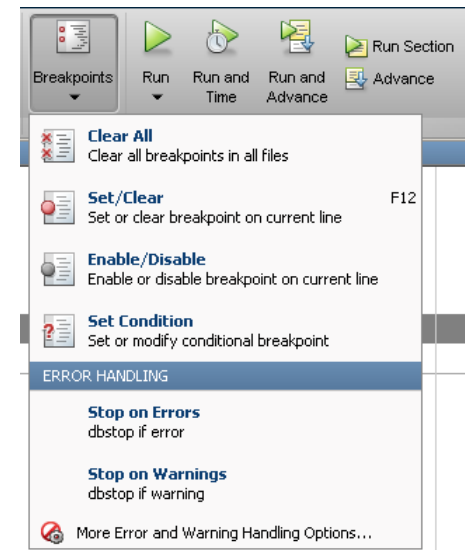 Breakpoints
Run
Run and
Time
Run and
Advance
Run Section
Advance
Clear All
Clear all breakpoints in all files
Set/Clear F12
Set or clear breakpoint on current line
Enable/Disable
Enable or disable breakpoint on current line
Set Condition
Set or modify conditional breakpoint
ERROR HANDLING
Stop on Errors
dbstop if error
Stop on Warnings
dbstop if warning
More Error and Warning Handling Options...